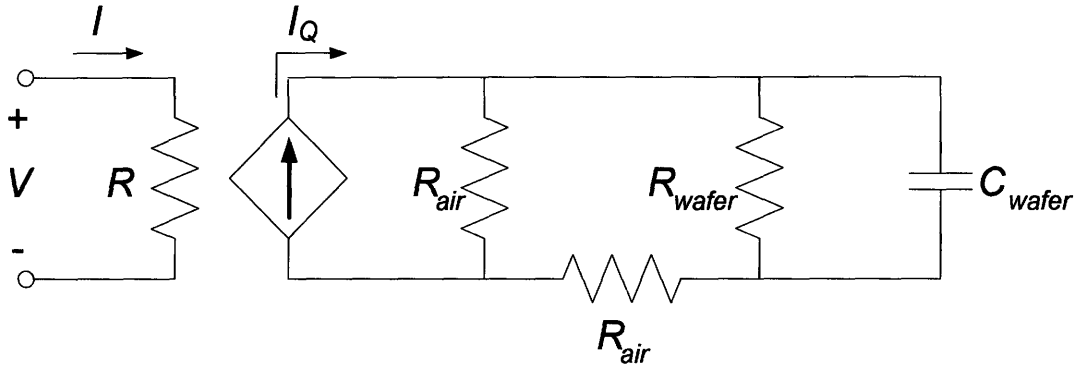 I
I_Q
+
V
-
R
R_air
R_wafer
C_wafer
R_air